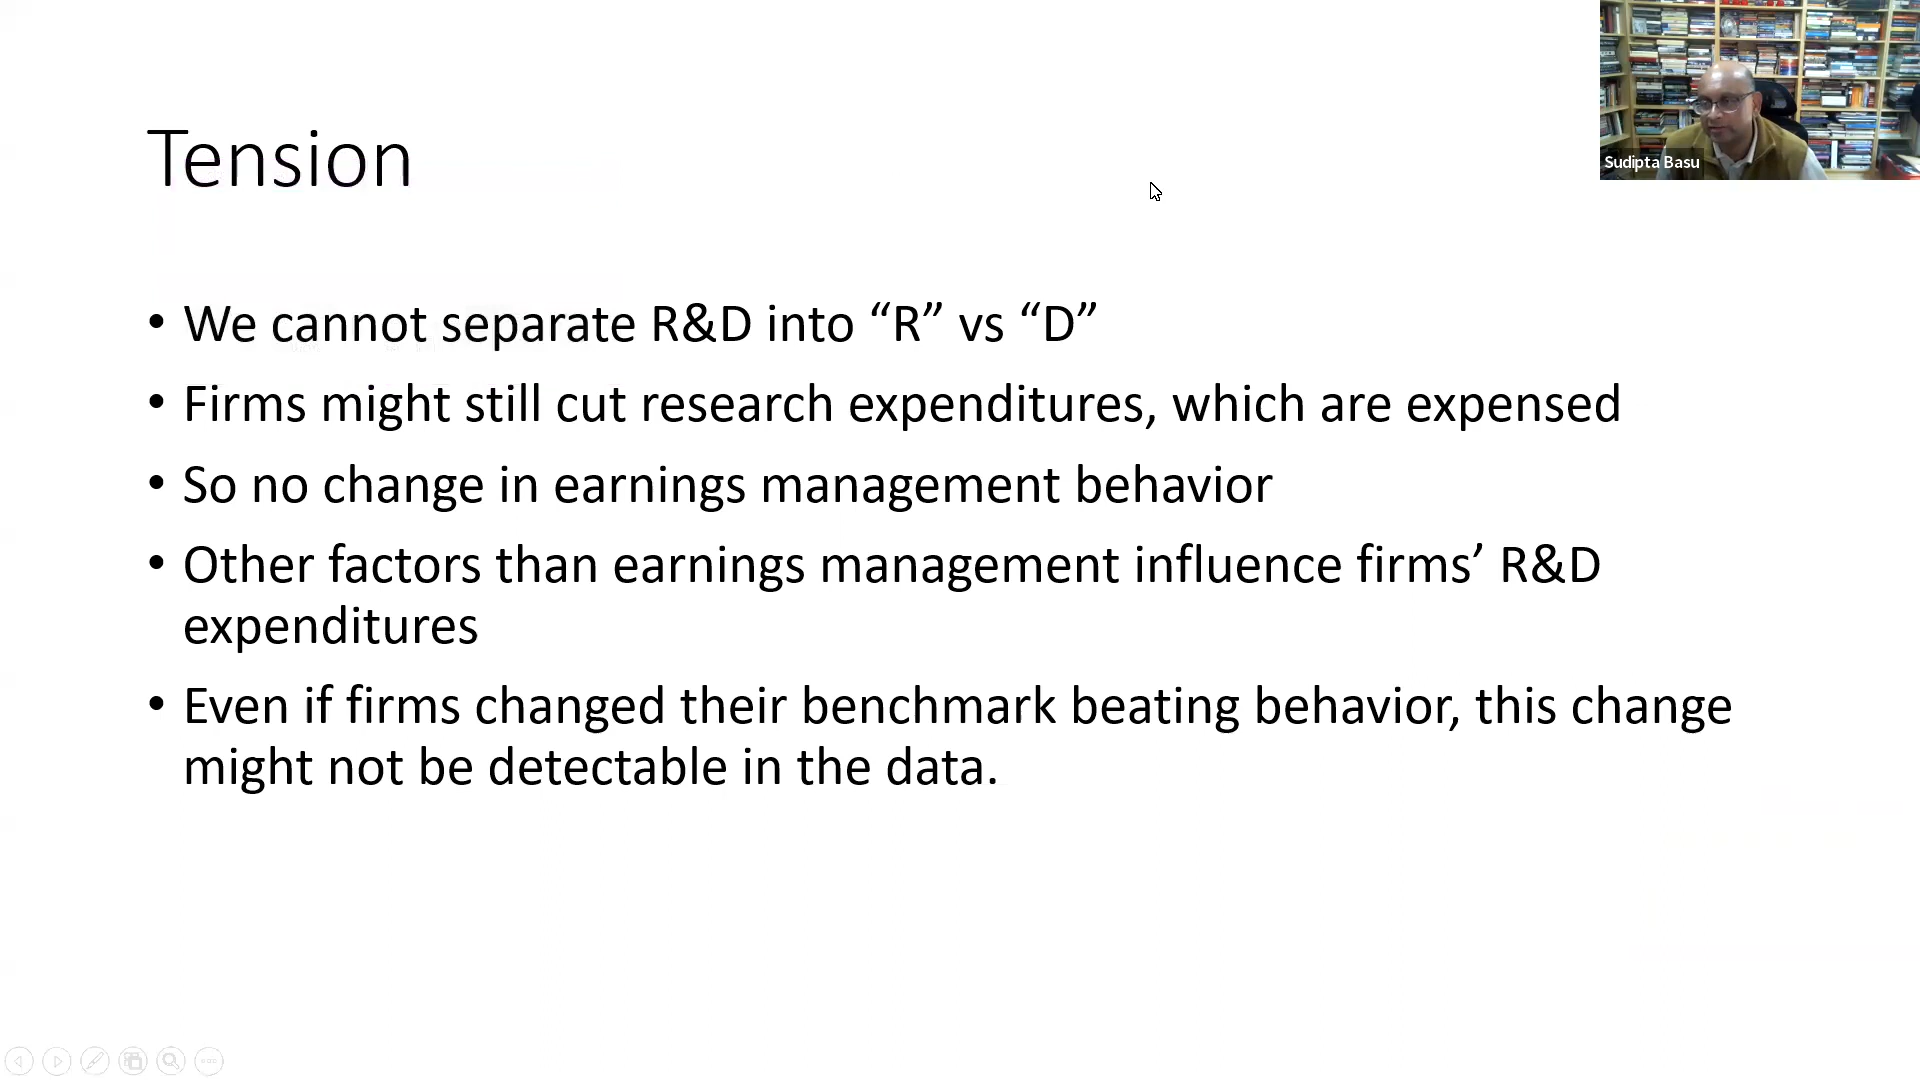 Sudipta Basu
Tension
• We cannot separate R&D into “R” vs “D”
• Firms might still cut research expenditures, which are expensed
• So no change in earnings management behavior
• Other factors than earnings management influence firms’ R&D
expenditures
• Even if firms changed their benchmark beating behavior, this change
might not be detectable in the data.